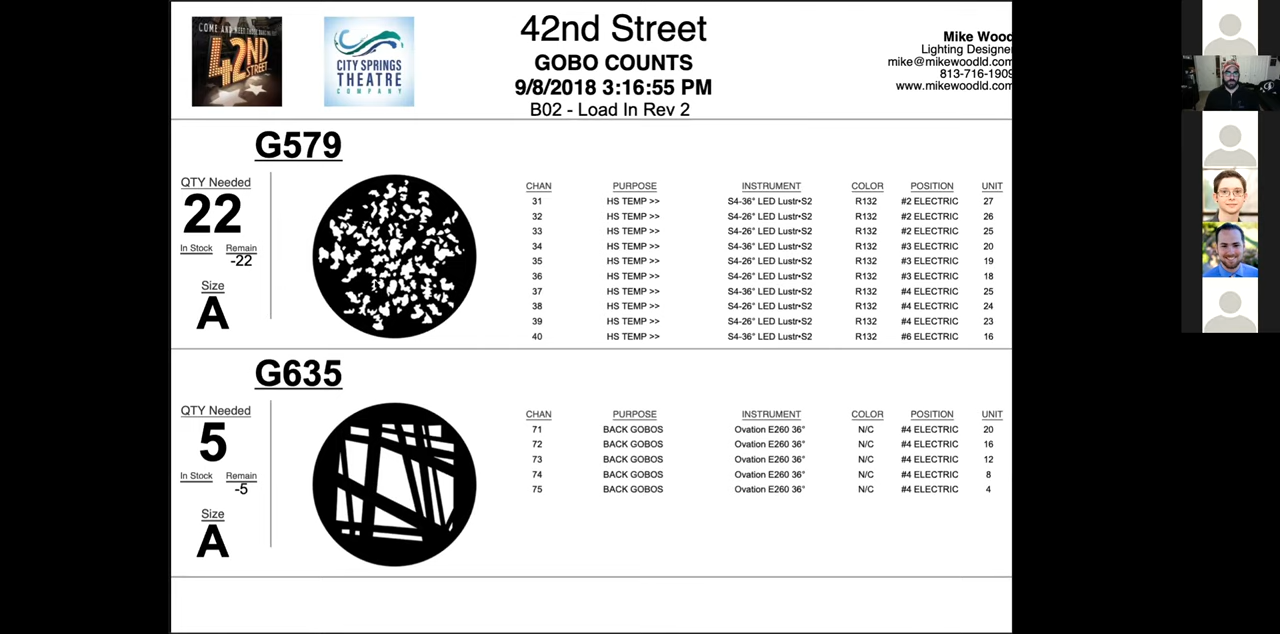 COME AND MEET THOSE DANCING FEET
42ND
STREET
CITY SPRINGS
THEATRE
COMPANY
42nd Street
GOBO COUNTS
9/8/2018 3:16:55 PM
B02 - Load In Rev 2
Mike Wood
Lighting Designer
mike@mikewoodld.com
813-716-1909
www.mikewoodld.com
G579
QTY Needed
22
In Stock Remain
-22
Size
A
CHAN PURPOSE INSTRUMENT COLOR POSITION UNIT
31 HS TEMP >> S4-36° LED Lustr•S2 R132 #2 ELECTRIC 27
32 HS TEMP >> S4-26° LED Lustr•S2 R132 #2 ELECTRIC 26
33 HS TEMP >> S4-26° LED Lustr•S2 R132 #2 ELECTRIC 25
34 HS TEMP >> S4-36° LED Lustr•S2 R132 #3 ELECTRIC 20
35 HS TEMP >> S4-26° LED Lustr•S2 R132 #3 ELECTRIC 19
36 HS TEMP >> S4-26° LED Lustr•S2 R132 #3 ELECTRIC 18
37 HS TEMP >> S4-36° LED Lustr•S2 R132 #4 ELECTRIC 25
38 HS TEMP >> S4-26° LED Lustr•S2 R132 #4 ELECTRIC 24
39 HS TEMP >> S4-26° LED Lustr•S2 R132 #4 ELECTRIC 23
40 HS TEMP >> S4-36° LED Lustr•S2 R132 #6 ELECTRIC 16
G635
QTY Needed
5
In Stock Remain
-5
Size
A
CHAN PURPOSE INSTRUMENT COLOR POSITION UNIT
71 BACK GOBOS Ovation E260 36° N/C #4 ELECTRIC 20
72 BACK GOBOS Ovation E260 36° N/C #4 ELECTRIC 16
73 BACK GOBOS Ovation E260 36° N/C #4 ELECTRIC 12
74 BACK GOBOS Ovation E260 36° N/C #4 ELECTRIC 8
75 BACK GOBOS Ovation E260 36° N/C #4 ELECTRIC 4